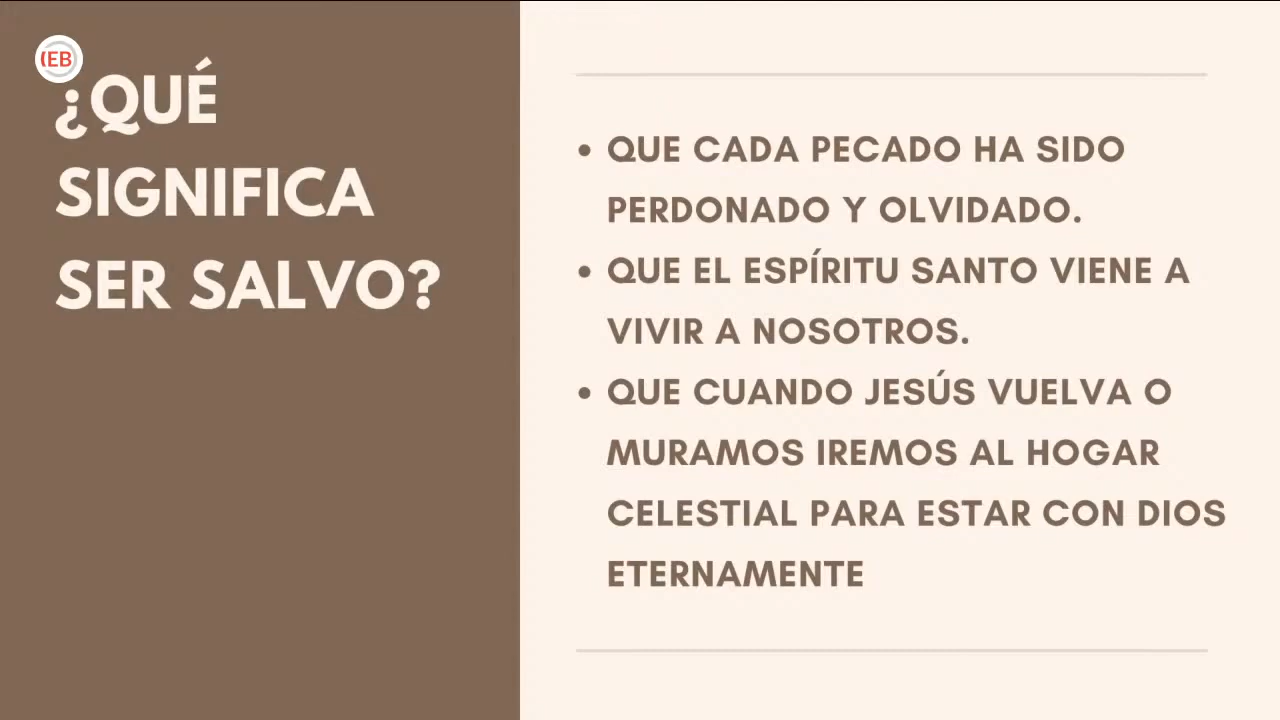 (EB)
¿QUÉ
SIGNIFICA
SER SALVO?
• QUE CADA PECADO HA SIDO
PERDONADO Y OLVIDADO.
• QUE EL ESPÍRITU SANTO VIENE A
VIVIR A NOSOTROS.
• QUE CUANDO JESÚS VUELVA O
MURAMOS IREMOS AL HOGAR
CELESTIAL PARA ESTAR CON DIOS
ETERNAMENTE